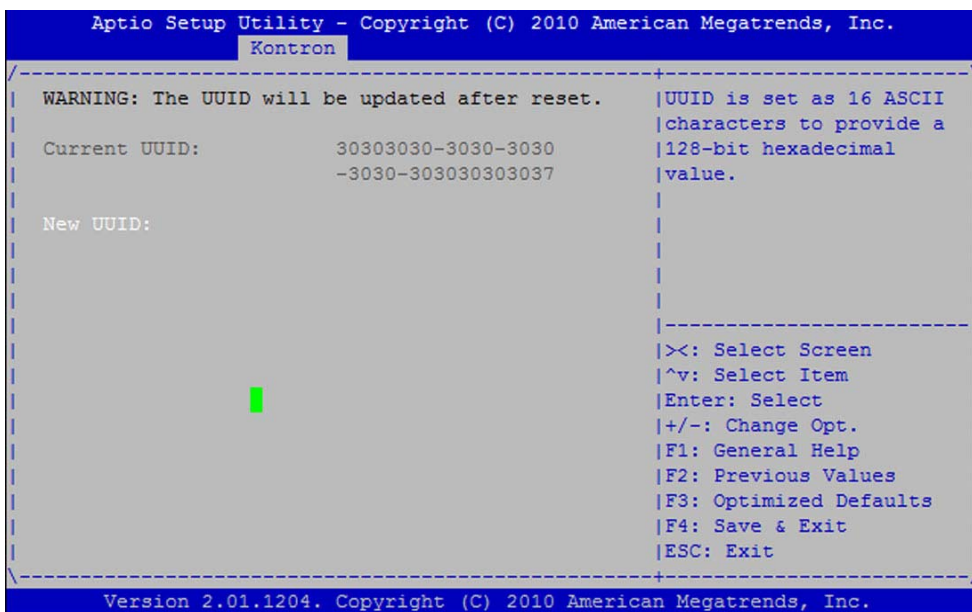 Aptio Setup Utility - Copyright (C) 2010 American Megatrends, Inc.
Kontron
WARNING: The UUID will be updated after reset.
Current UUID: 30303030-3030-3030
-3030-303030303037
New UUID:
UUID is set as 16 ASCII
characters to provide a
128-bit hexadecimal
value.
><: Select Screen
^v: Select Item
Enter: Select
+/-: Change Opt.
F1: General Help
F2: Previous Values
F3: Optimized Defaults
F4: Save & Exit
ESC: Exit
Version 2.01.1204. Copyright (C) 2010 American Megatrends, Inc.